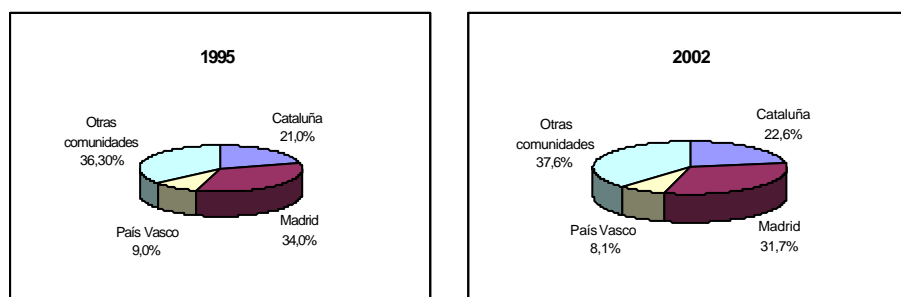 1995
Otras
comunidades
36,30%
Cataluña
21,0%
País Vasco
9,0%
Madrid
34,0%
2002
Otras
comunidades
37,6%
Cataluña
22,6%
País Vasco
8,1%
Madrid
31,7%